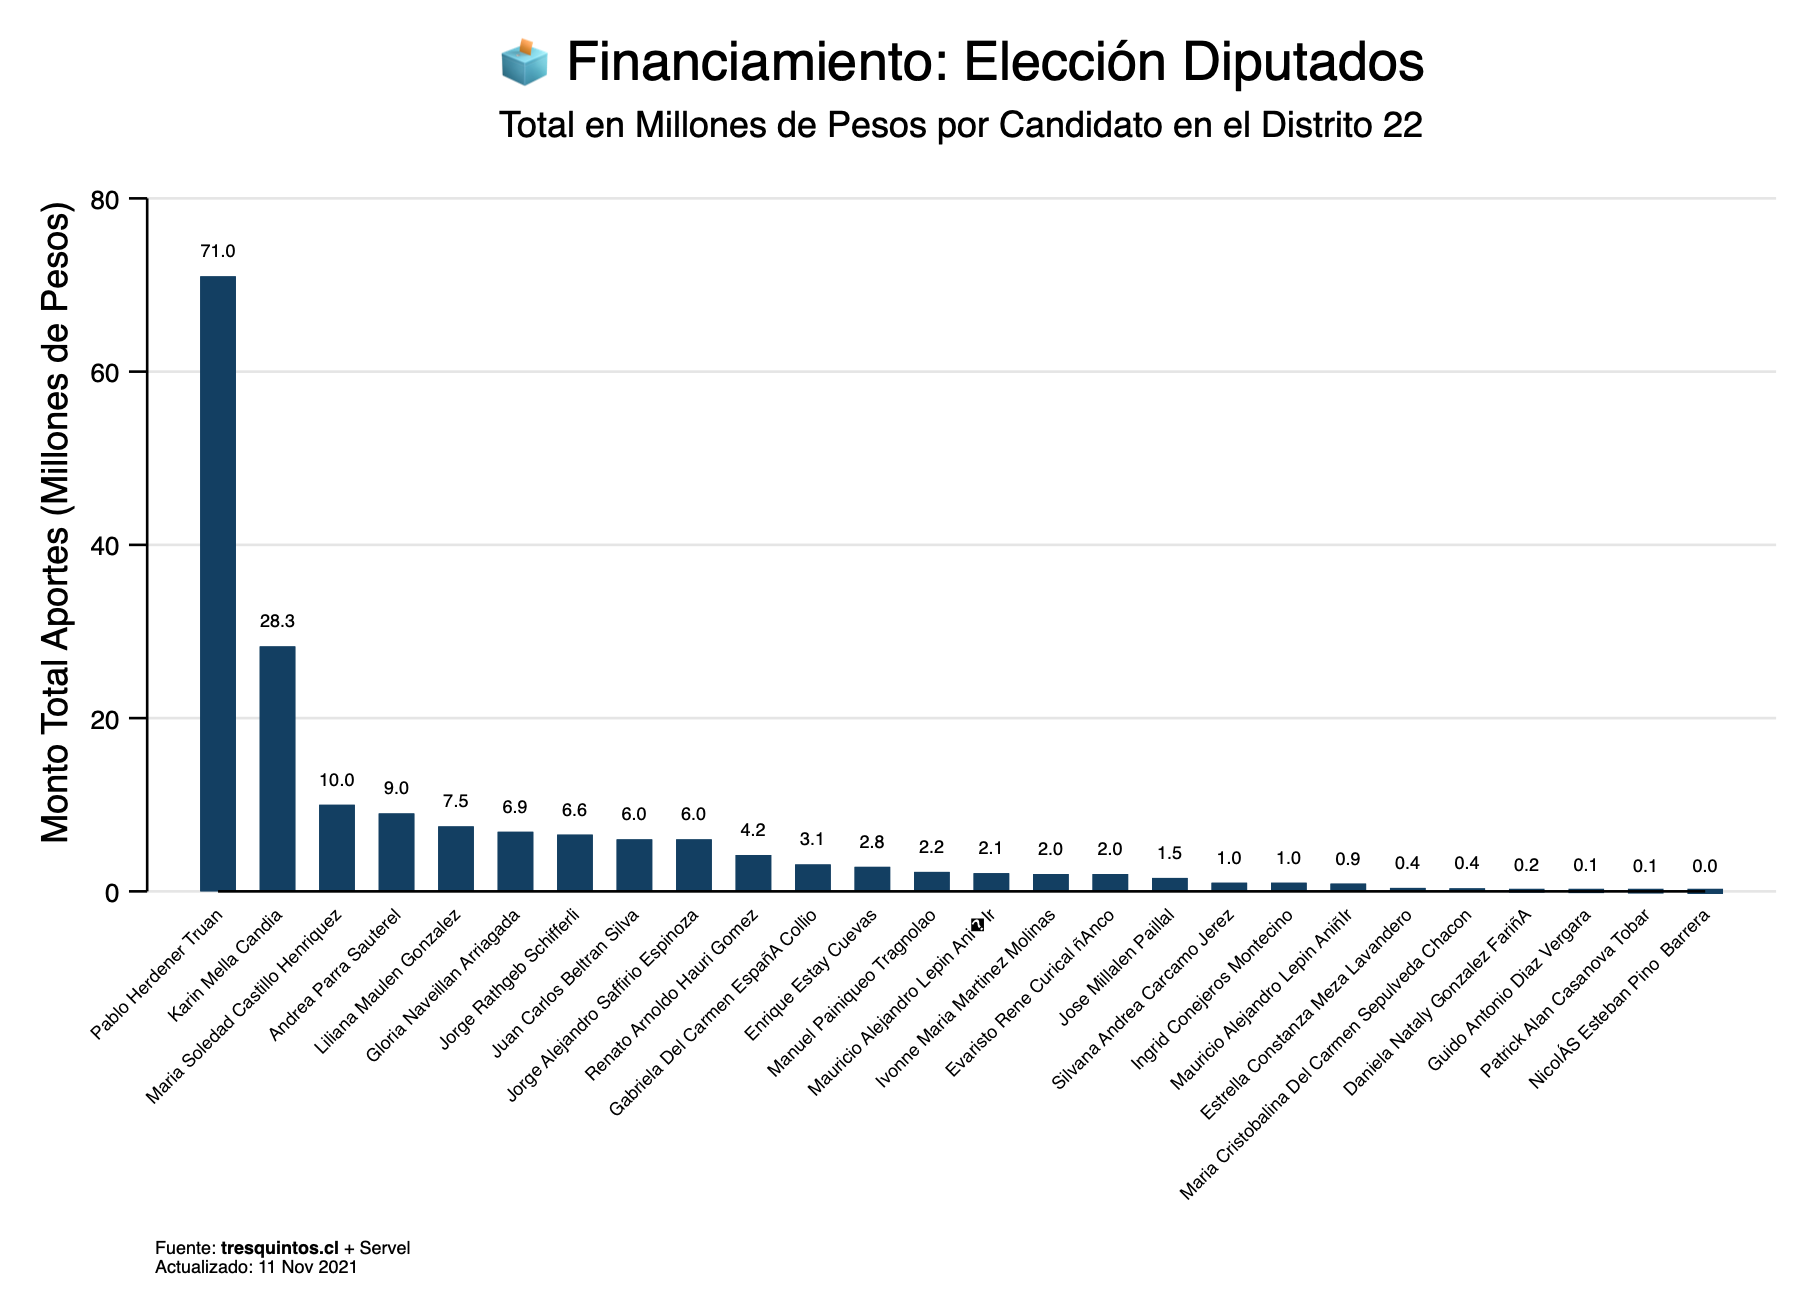 Financiamiento: Elección Diputados
Total en Millones de Pesos por Candidato en el Distrito 22
Monto Total Aportes (Millones de Pesos)
80
60
40
20
0
71.0
28.3
10.0
9.0
7.5
6.9
6.6
6.0
6.0
4.2
3.1
2.8
2.2
2.1
2.0
2.0
1.5
1.0
1.0
0.9
0.4
0.4
0.2
0.1
0.1
0.0
Pablo Herdener Truan
Karin Mella Candia
Maria Soledad Castillo Henriquez
Andrea Parra Sauterel
Liliana Maulen Gonzalez
Gloria Naveillan Arriagada
Jorge Rathgeb Schifferli
Juan Carlos Beltran Silva
Jorge Alejandro Saffirio Espinoza
Renato Arnoldo Hauri Gomez
Gabriela Del Carmen EspañA Collio
Enrique Estay Cuevas
Manuel Painiqueo Tragnolao
Mauricio Alejandro Lepin Ani�Ir
Ivonne Maria Martinez Molinas
Evaristo Rene Curical ñAnco
Jose Millalen Paillal
Silvana Andrea Carcamo Jerez
Ingrid Conejeros Montecino
Mauricio Alejandro Lepin AniñIr
Estrella Constanza Meza Lavandero
Maria Cristobalina Del Carmen Sepulveda Chacon
Daniela Nataly Gonzalez FariñA
Guido Antonio Diaz Vergara
Patrick Alan Casanova Tobar
NicolÁS Esteban Pino  Barrera
Fuente: tresquintos.cl + Servel
Actualizado: 11 Nov 2021